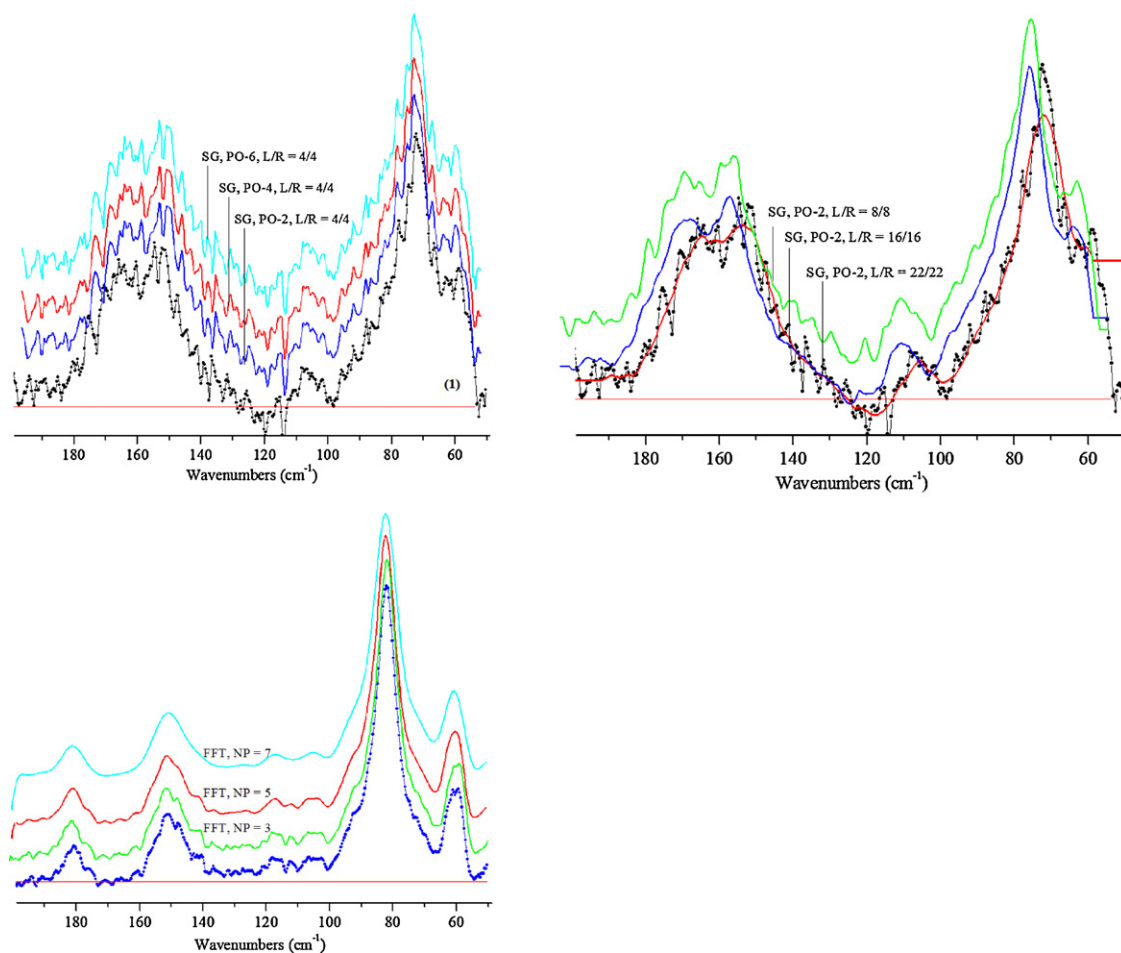 SG, PO-6, L/R = 4/4
SG, PO-4, L/R = 4/4
SG, PO-2, L/R = 4/4
(1)
180 160 140 120 100 80 60
Wavenumbers (cm-1)
SG, PO-2, L/R = 8/8
SG, PO-2, L/R = 16/16
SG, PO-2, L/R = 22/22
180 160 140 120 100 80 60
Wavenumbers (cm-1)
FFT, NP = 7
FFT, NP = 5
FFT, NP = 3
180 160 140 120 100 80 60
Wavenumbers (cm-1)